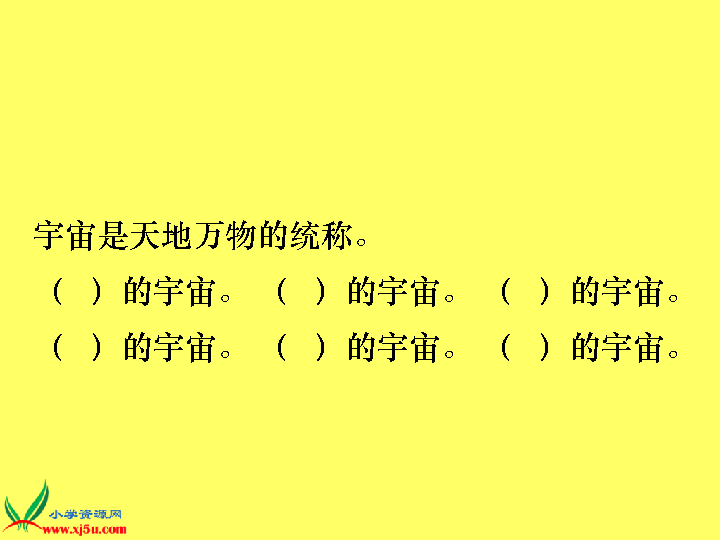 宇宙是天地万物的统称。
（  ）的宇宙。（  ）的宇宙。（  ）的宇宙。
（  ）的宇宙。（  ）的宇宙。（  ）的宇宙。
小学资源网
www.xj5u.com